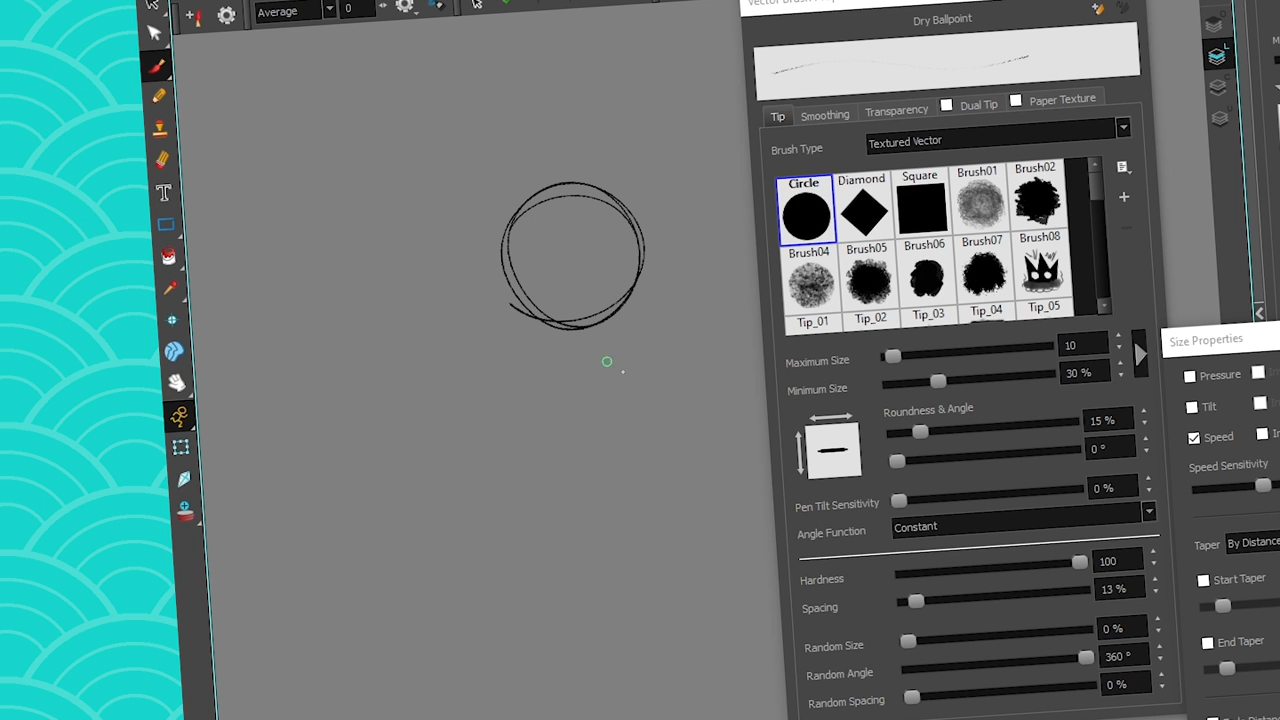 Average
0
Vector Brush
Dry Ballpoint
Tip
Smoothing
Transparency
Dual Tip
Paper Texture
Brush Type
Textured Vector
Circle
Diamond
Square
Brush01
Brush02
Brush04
Brush05
Brush06
Brush07
Brush08
Tip_01
Tip_02
Tip_03
Tip_04
Tip_05
Maximum Size
10
Minimum Size
30 %
Roundness & Angle
15 %
0 °
Pen Tilt Sensitivity
0 %
Angle Function
Constant
Hardness
100
Spacing
13 %
Random Size
0 %
Random Angle
360 °
Random Spacing
0 %
Size Properties
Pressure
Tilt
Speed
Speed Sensitivity
Taper
By Distance
Start Taper
End Taper